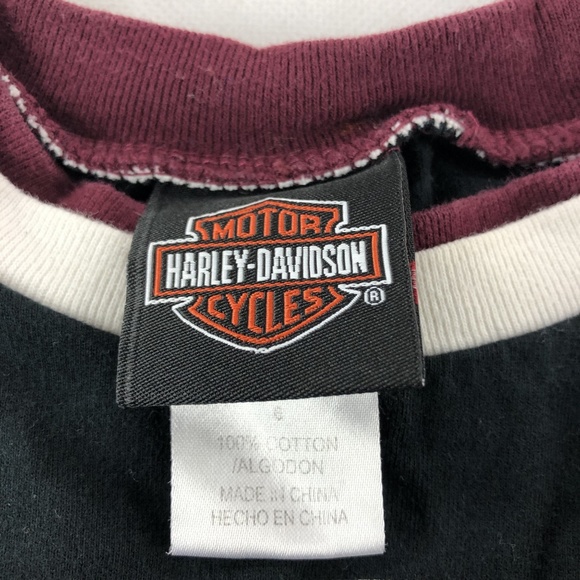 MOTOR
HARLEY-DAVIDSON
CYCLES ®
6
100% COTTON
/ALGODON
MADE IN CHINA
HECHO EN CHINA